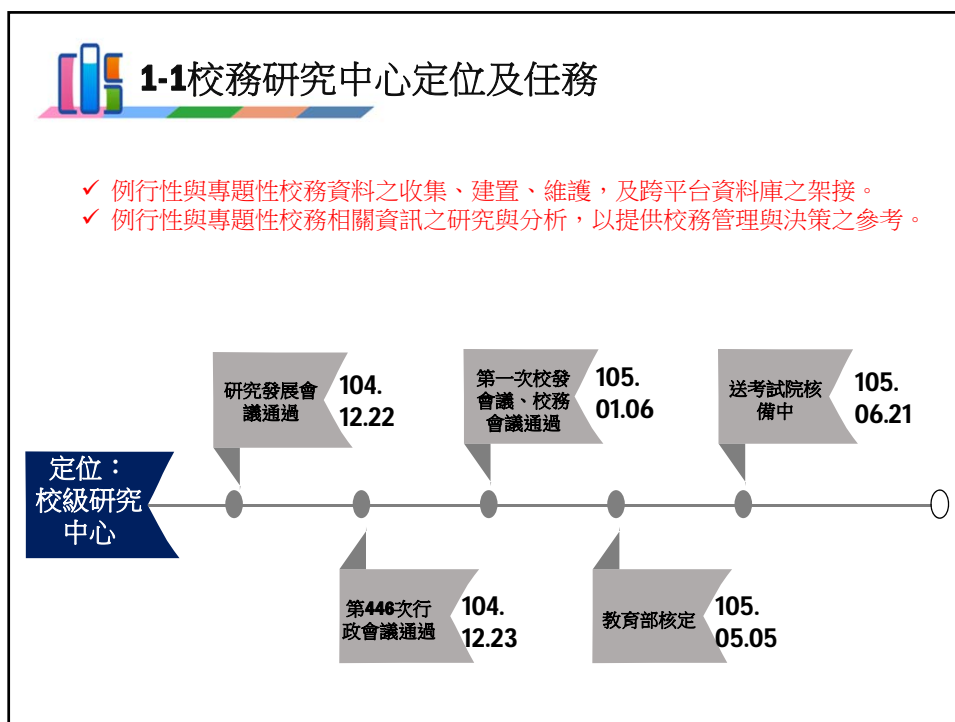 1-1校務研究中心定位及任務
✓ 例行性與專題性校務資料之收集、建置、維護，及跨平台資料庫之架接。
✓ 例行性與專題性校務相關資訊之研究與分析，以提供校務管理與決策之參考。
定位：
校級研究
中心
研究發展會
議通過
104.
12.22
第446次行
政會議通過
104.
12.23
第一次校發
會議、校務
會議通過
105.
01.06
教育部核定
105.
05.05
送考試院核
備中
105.
06.21